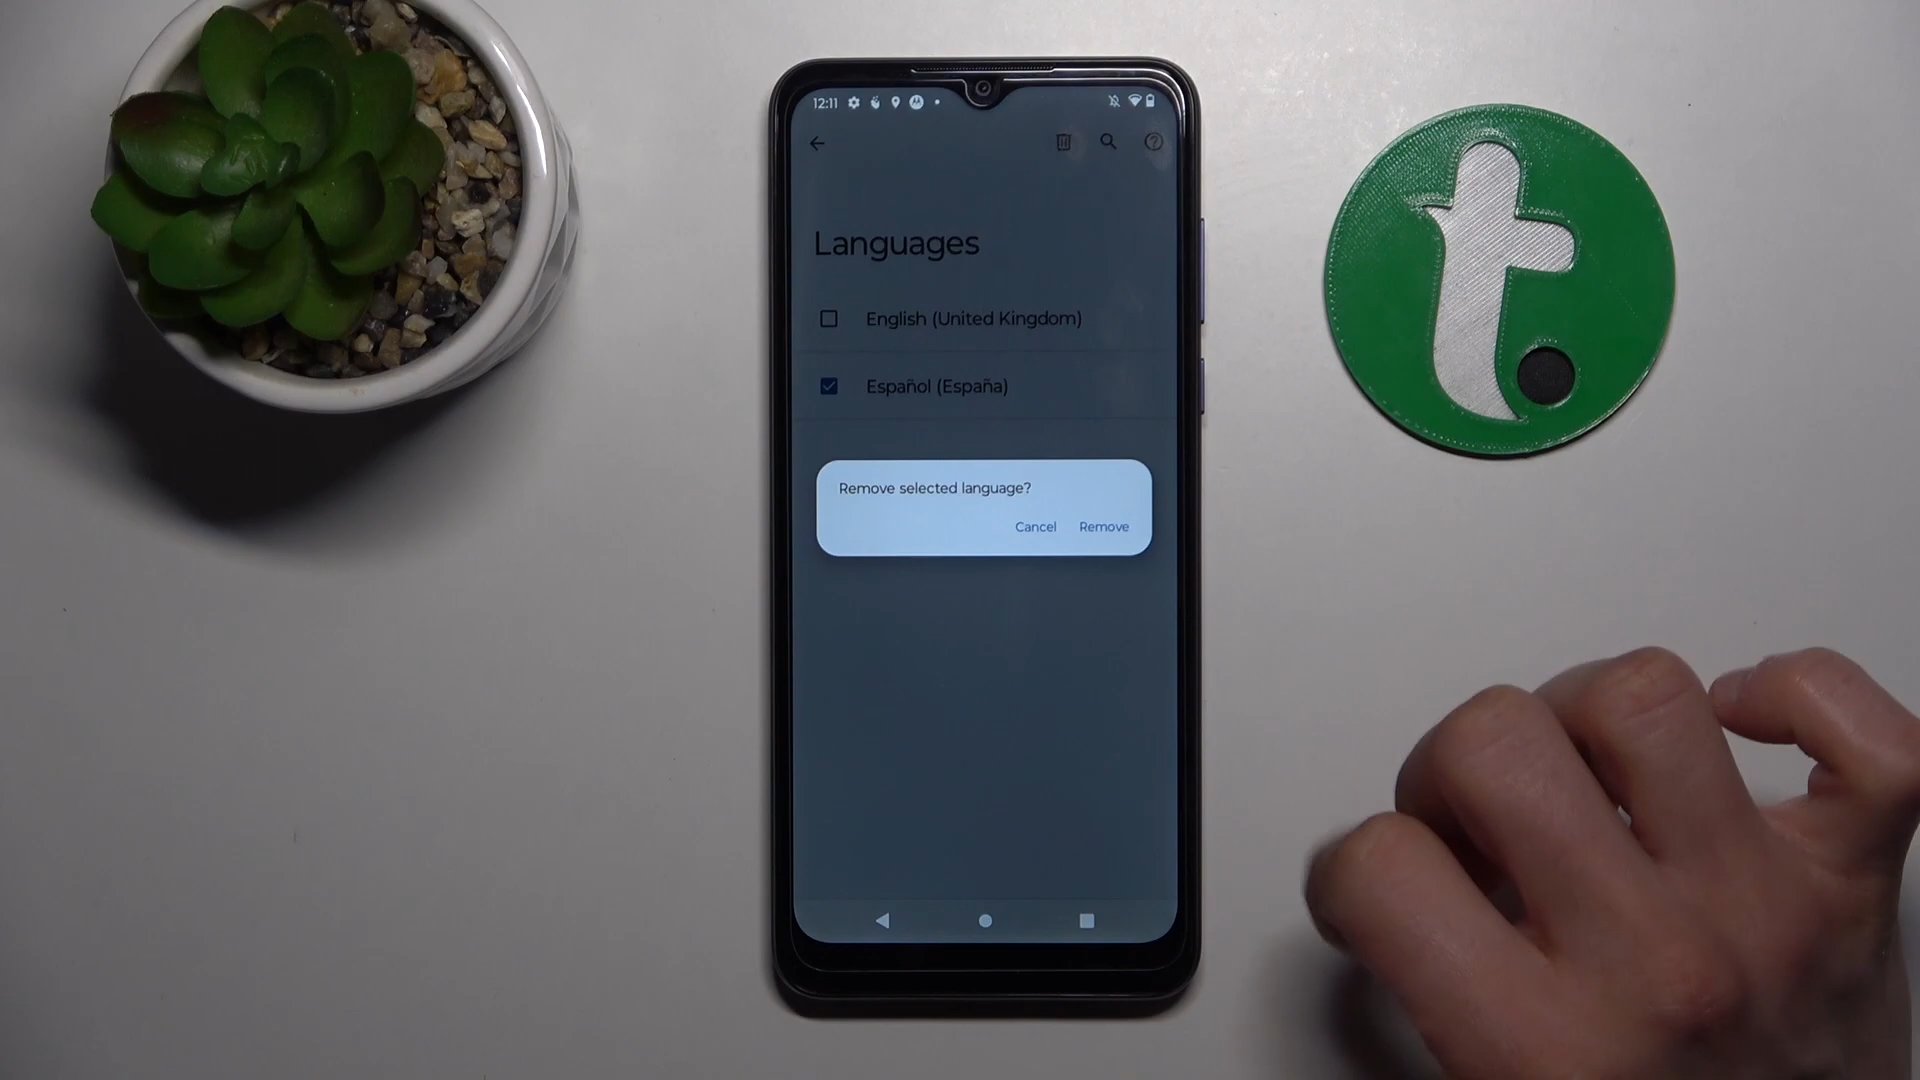 12:11
Languages
English (United Kingdom)
Español (España)
Remove selected language?
Cancel Remove
t.